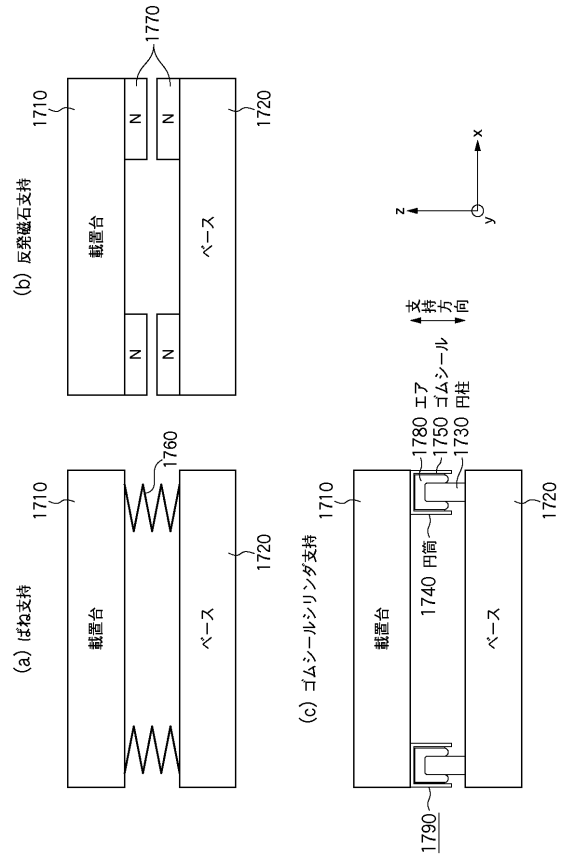 (a) ばね支持
1710
載置台
1760
ベース
1720
(b) 反発磁石支持
1710
載置台
N
N
N
N
1770
ベース
1720
(c) ゴムシールシリンダ支持
1710
載置台
1780 エア
1750 ゴムシール
1730 円柱
1740 円筒
1790
ベース
1720
支持方向
z
x
y